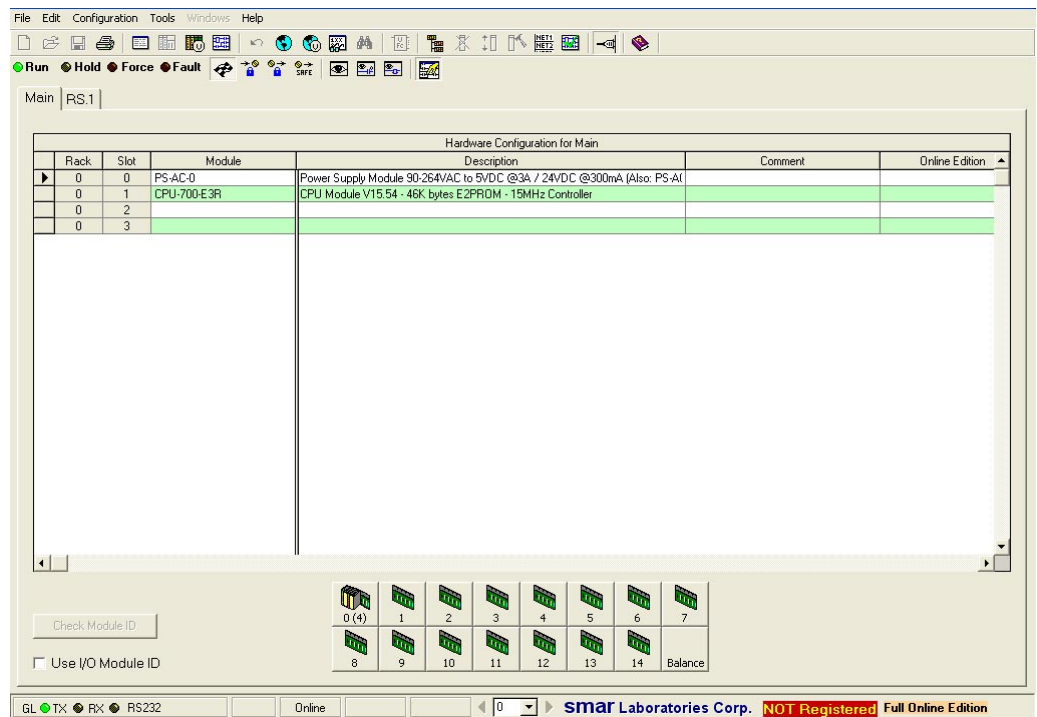 File Edit Configuration Tools Windows Help
Run Hold Force Fault
Main RS.1
Hardware Configuration for Main
Rack Slot Module Description Comment Online Edition
0 0 PS-AC-0 Power Supply Module 90-264VAC to 5VDC @3A / 24VDC @300mA (Also: PS-A(
0 1 CPU-700-E3R CPU Module V15.54 - 46K bytes E2PROM - 15MHz Controller
0 2
0 3
0 (4) 1 2 3 4 5 6 7
Check Module ID
8 9 10 11 12 13 14 Balance
Use I/O Module ID
GL TX RX RS232 Online 0 smar Laboratories Corp. NOT Registered Full Online Edition